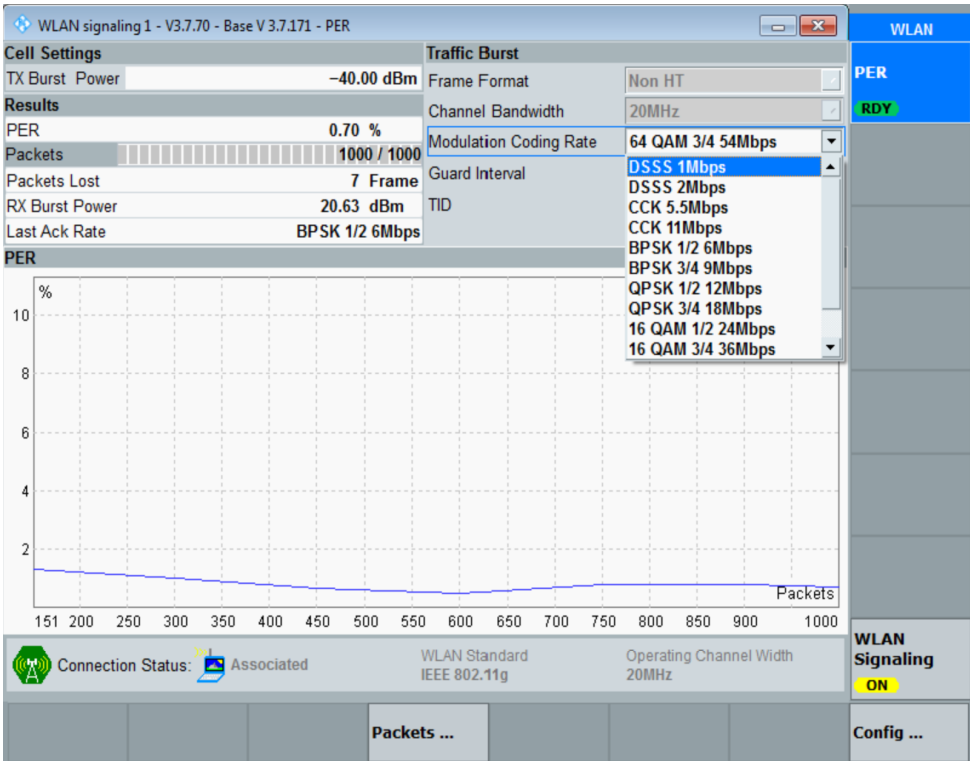 WLAN signaling 1 - V3.7.70 - Base V 3.7.171 - PER
WLAN
Cell Settings
TX Burst Power −40.00 dBm
Results
PER 0.70 %
Packets 1000 / 1000
Packets Lost 7 Frame
RX Burst Power 20.63 dBm
Last Ack Rate BPSK 1/2 6Mbps
Traffic Burst
Frame Format Non HT
Channel Bandwidth 20MHz
Modulation Coding Rate 64 QAM 3/4 54Mbps
Guard Interval
TID
DSSS 1Mbps
DSSS 2Mbps
CCK 5.5Mbps
CCK 11Mbps
BPSK 1/2 6Mbps
BPSK 3/4 9Mbps
QPSK 1/2 12Mbps
QPSK 3/4 18Mbps
16 QAM 1/2 24Mbps
16 QAM 3/4 36Mbps
PER
RDY
PER
%
10
8
6
4
2
Packets
151 200 250 300 350 400 450 500 550 600 650 700 750 800 850 900 1000
Connection Status: Associated
WLAN Standard
IEEE 802.11g
Operating Channel Width
20MHz
WLAN
Signaling
ON
Packets ...
Config ...